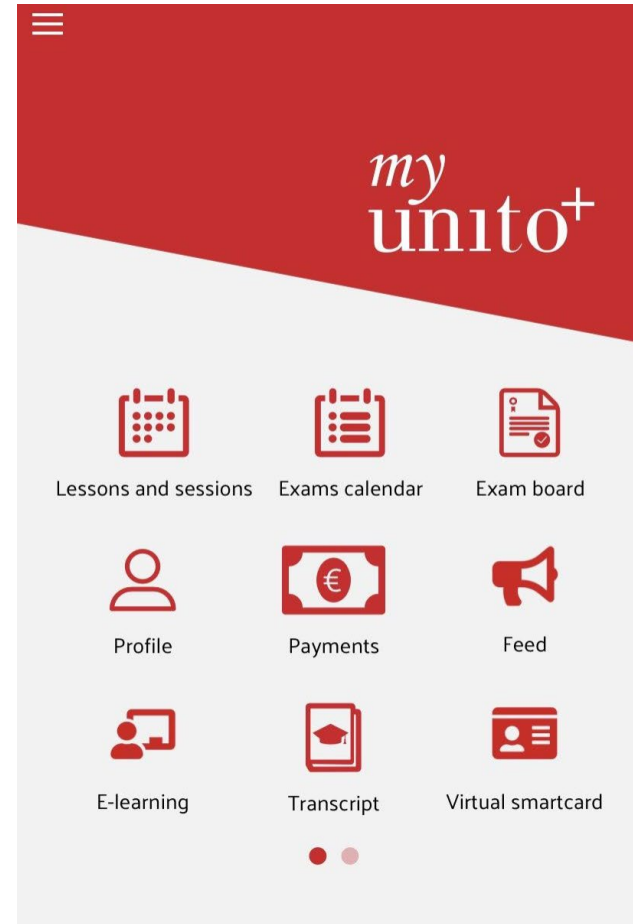 my
unito+
Lessons and sessions Exams calendar Exam board
€
Profile Payments Feed
E-learning Transcript Virtual smartcard